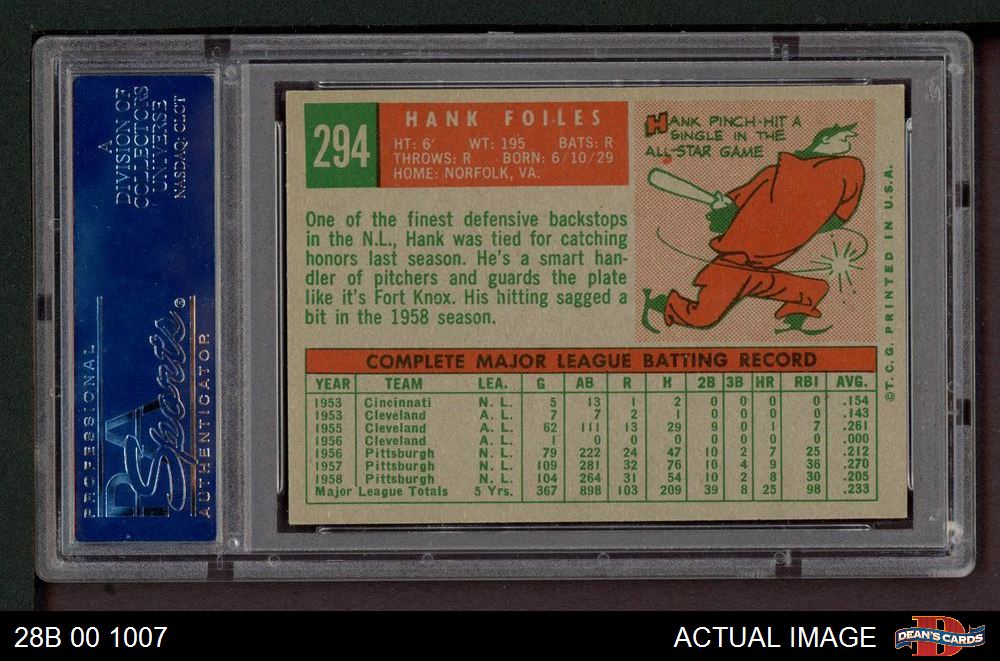 A
DIVISION OF
COLLECTORS
UNIVERSE
NASDAQ: CLCT
PROFESSIONAL
PSA
Sports
®
AUTHENTICATOR
294
HANK FOILES
HT: 6' WT: 195 BATS: R
THROWS: R BORN: 6/10/29
HOME: NORFOLK, VA.
HANK PINCH-HIT A
SINGLE IN THE
ALL-STAR GAME
One of the finest defensive backstops
in the N.L., Hank was tied for catching
honors last season. He's a smart han-
dler of pitchers and guards the plate
like it's Fort Knox. His hitting sagged a
bit in the 1958 season.
©T.C.G. PRINTED IN U.S.A.
COMPLETE MAJOR LEAGUE BATTING RECORD
YEAR TEAM LEA. G AB R H 2B 3B HR RBI AVG.
1953 Cincinnati N. L. 5 13 1 2 0 0 0 0 .154
1953 Cleveland A. L. 7 7 2 1 0 0 0 0 .143
1955 Cleveland A. L. 62 111 13 29 9 0 1 7 .261
1956 Cleveland A. L. 1 0 0 0 0 0 0 0 .000
1956 Pittsburgh N. L. 79 222 24 47 10 2 7 25 .212
1957 Pittsburgh N. L. 109 281 32 76 10 4 9 36 .270
1958 Pittsburgh N. L. 104 264 31 54 10 2 8 30 .205
Major League Totals 5 Yrs. 367 898 103 209 39 8 25 98 .233
28B 00 1007
ACTUAL IMAGE
D
DEAN'S CARDS